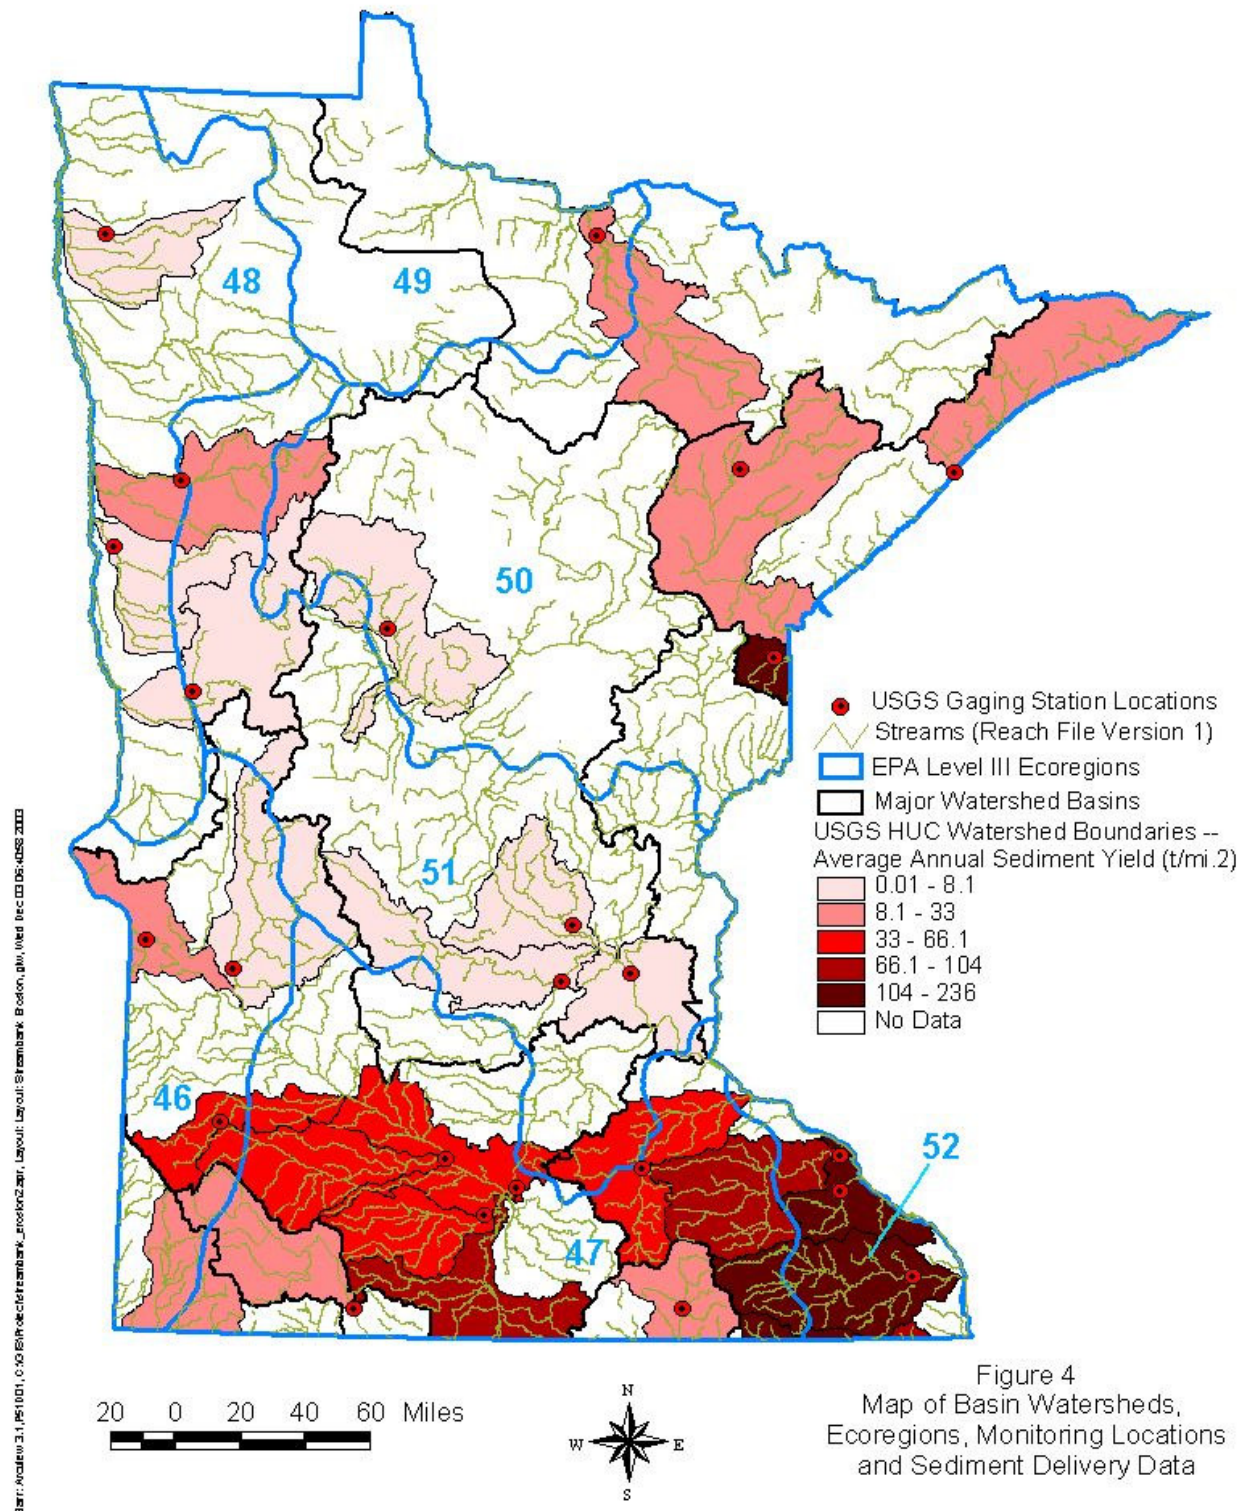 48
49
50
USGS Gaging Station Locations
Streams (Reach File Version 1)
EPA Level III Ecoregions
Major Watershed Basins
USGS HUC Watershed Boundaries --
Average Annual Sediment Yield (t/mi.2)
0.01 - 8.1
8.1 - 33
33 - 66.1
66.1 - 104
104 - 236
No Data
51
46
52
47
20 0 20 40 60 Miles
N
W E
S
Figure 4
Map of Basin Watersheds,
Ecoregions, Monitoring Locations
and Sediment Delivery Data